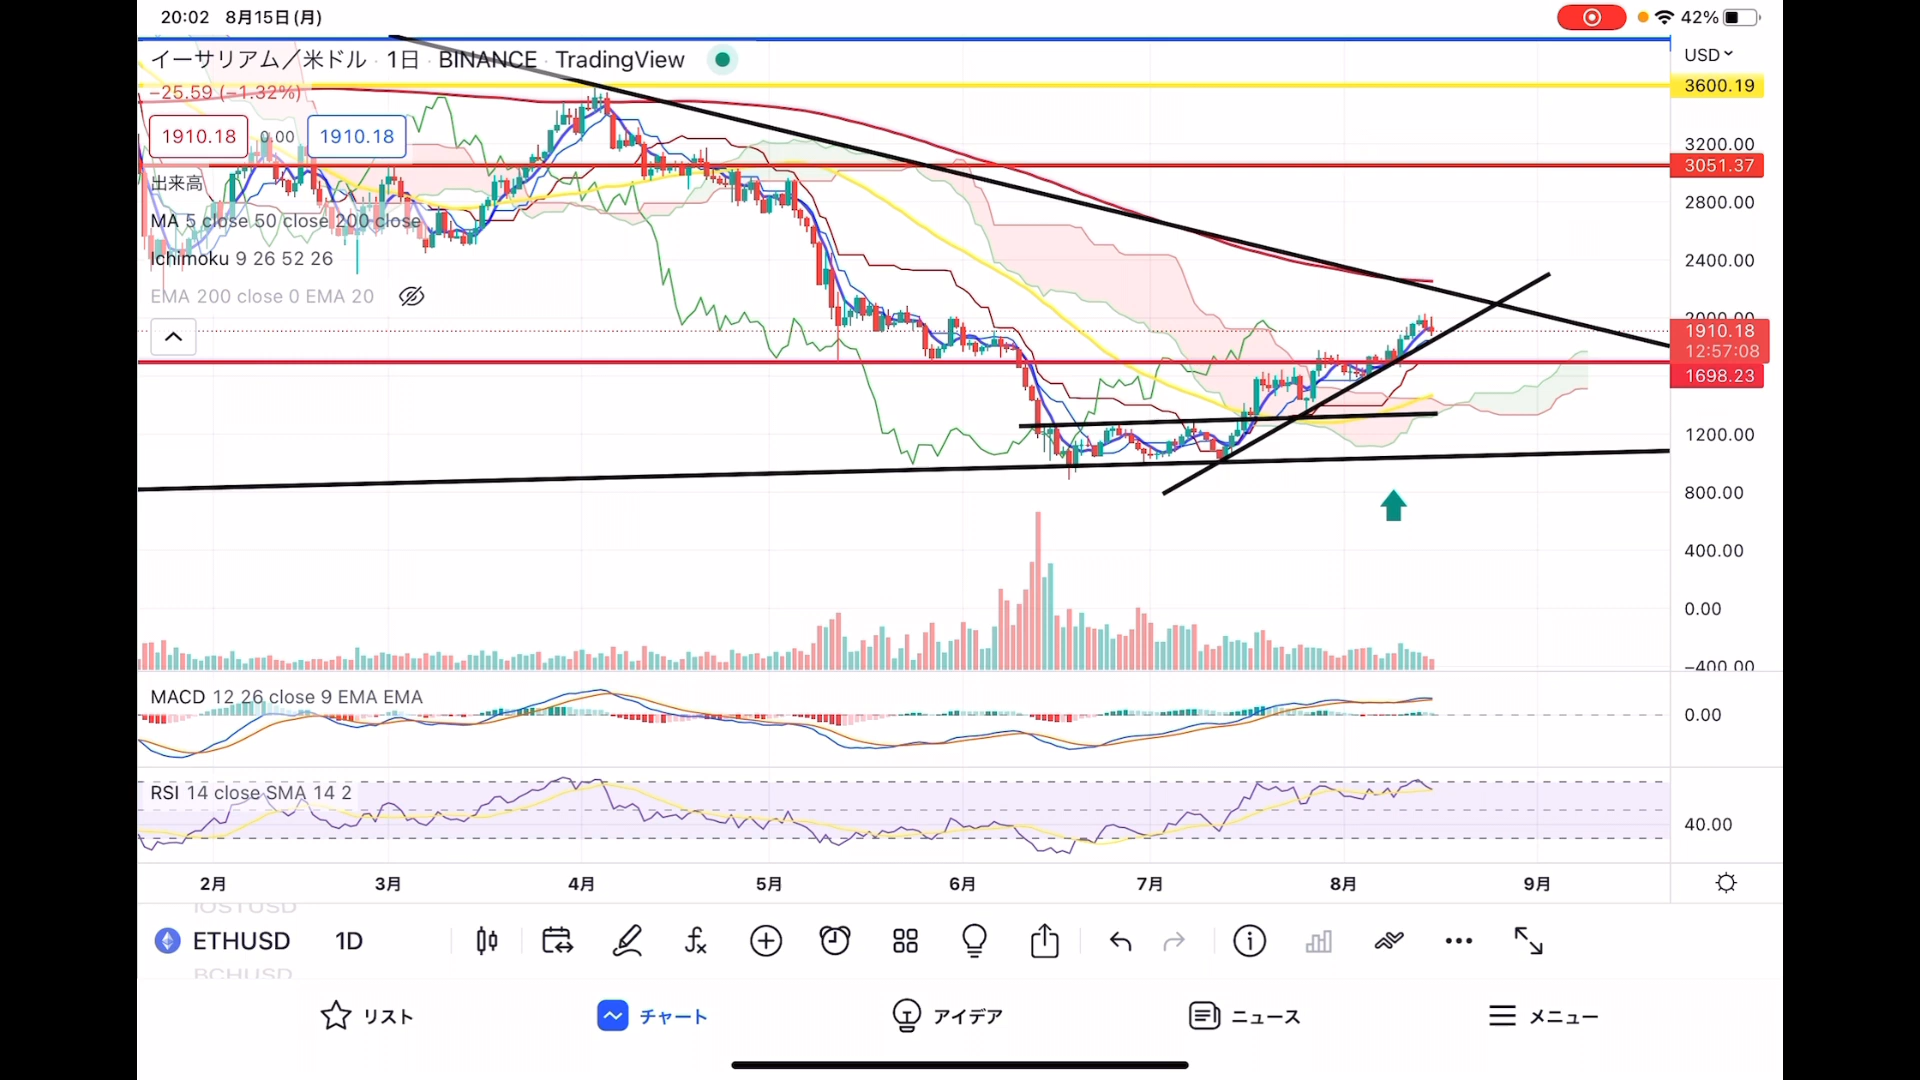 20:02 8月15日(月)
42%
イーサリアム／米ドル · 1日 · BINANCE · TradingView
USD
−25.59 (−1.32%)
3600.19
1910.18 0.00 1910.18
3200.00
3051.37
出来高
2800.00
MA 5 close 50 close 200 close
Ichimoku 9 26 52 26
2400.00
EMA 200 close 0 EMA 20
2000.00
1910.18
12:57:08
1698.23
1200.00
800.00
400.00
0.00
−400.00
MACD 12 26 close 9 EMA EMA
0.00
RSI 14 close SMA 14 2
40.00
2月 3月 4月 5月 6月 7月 8月 9月
IOSTUSD
ETHUSD 1D
BCHUSD
リスト チャート アイデア ニュース メニュー